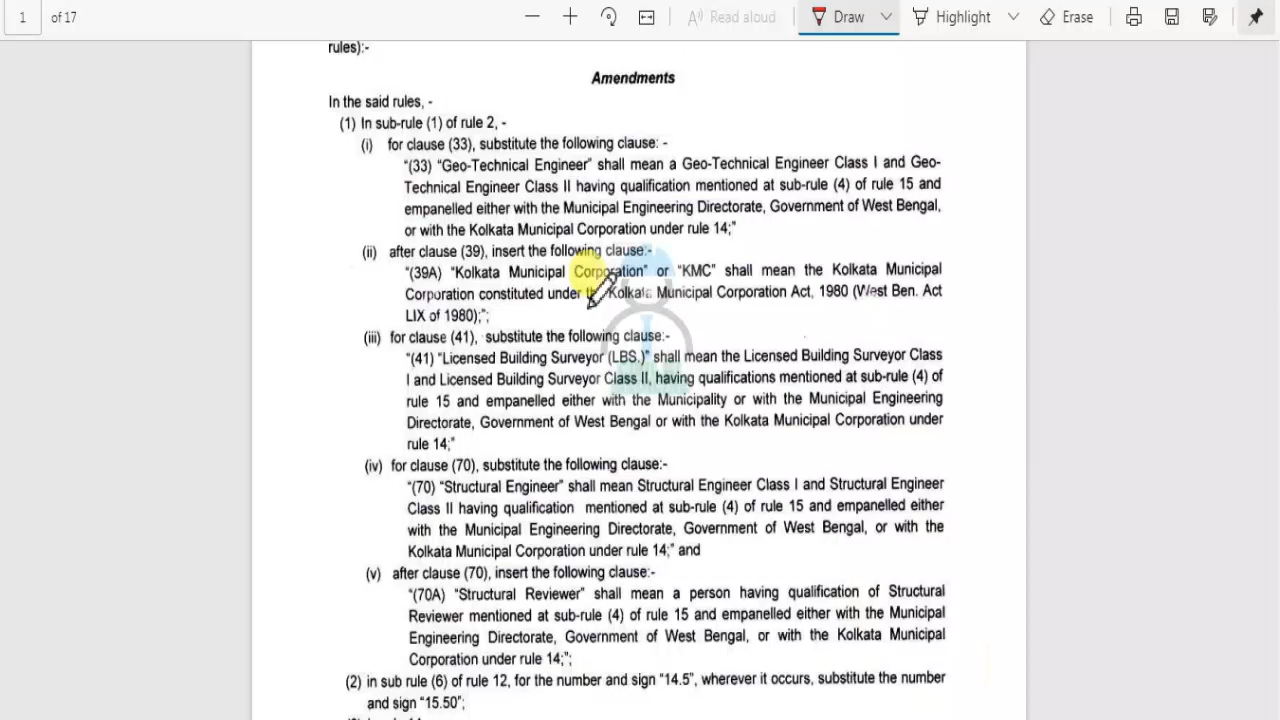 1 of 17 Read aloud Draw Highlight Erase
rules):-
Amendments
In the said rules, -
(1) In sub-rule (1) of rule 2, -
(i) for clause (33), substitute the following clause: -
"(33) "Geo-Technical Engineer" shall mean a Geo-Technical Engineer Class I and Geo-
Technical Engineer Class II having qualification mentioned at sub-rule (4) of rule 15 and
empanelled either with the Municipal Engineering Directorate, Government of West Bengal,
or with the Kolkata Municipal Corporation under rule 14;"
(ii) after clause (39), insert the following clause:-
"(39A) "Kolkata Municipal Corporation" or "KMC" shall mean the Kolkata Municipal
Corporation constituted under Kolkata Municipal Corporation Act, 1980 (West Ben. Act
LIX of 1980);";
(iii) for clause (41), substitute the following clause:-
"(41) "Licensed Building Surveyor (LBS.)" shall mean the Licensed Building Surveyor Class
I and Licensed Building Surveyor Class II, having qualifications mentioned at sub-rule (4) of
rule 15 and empanelled either with the Municipality or with the Municipal Engineering
Directorate, Government of West Bengal or with the Kolkata Municipal Corporation under
rule 14;"
(iv) for clause (70), substitute the following clause:-
"(70) "Structural Engineer" shall mean Structural Engineer Class I and Structural Engineer
Class II having qualification mentioned at sub-rule (4) of rule 15 and empanelled either
with the Municipal Engineering Directorate, Government of West Bengal, or with the
Kolkata Municipal Corporation under rule 14;" and
(v) after clause (70), insert the following clause:-
"(70A) "Structural Reviewer" shall mean a person having qualification of Structural
Reviewer mentioned at sub-rule (4) of rule 15 and empanelled either with the Municipal
Engineering Directorate, Government of West Bengal, or with the Kolkata Municipal
Corporation under rule 14;";
(2) in sub rule (6) of rule 12, for the number and sign "14.5", wherever it occurs, substitute the number
and sign "15.50";